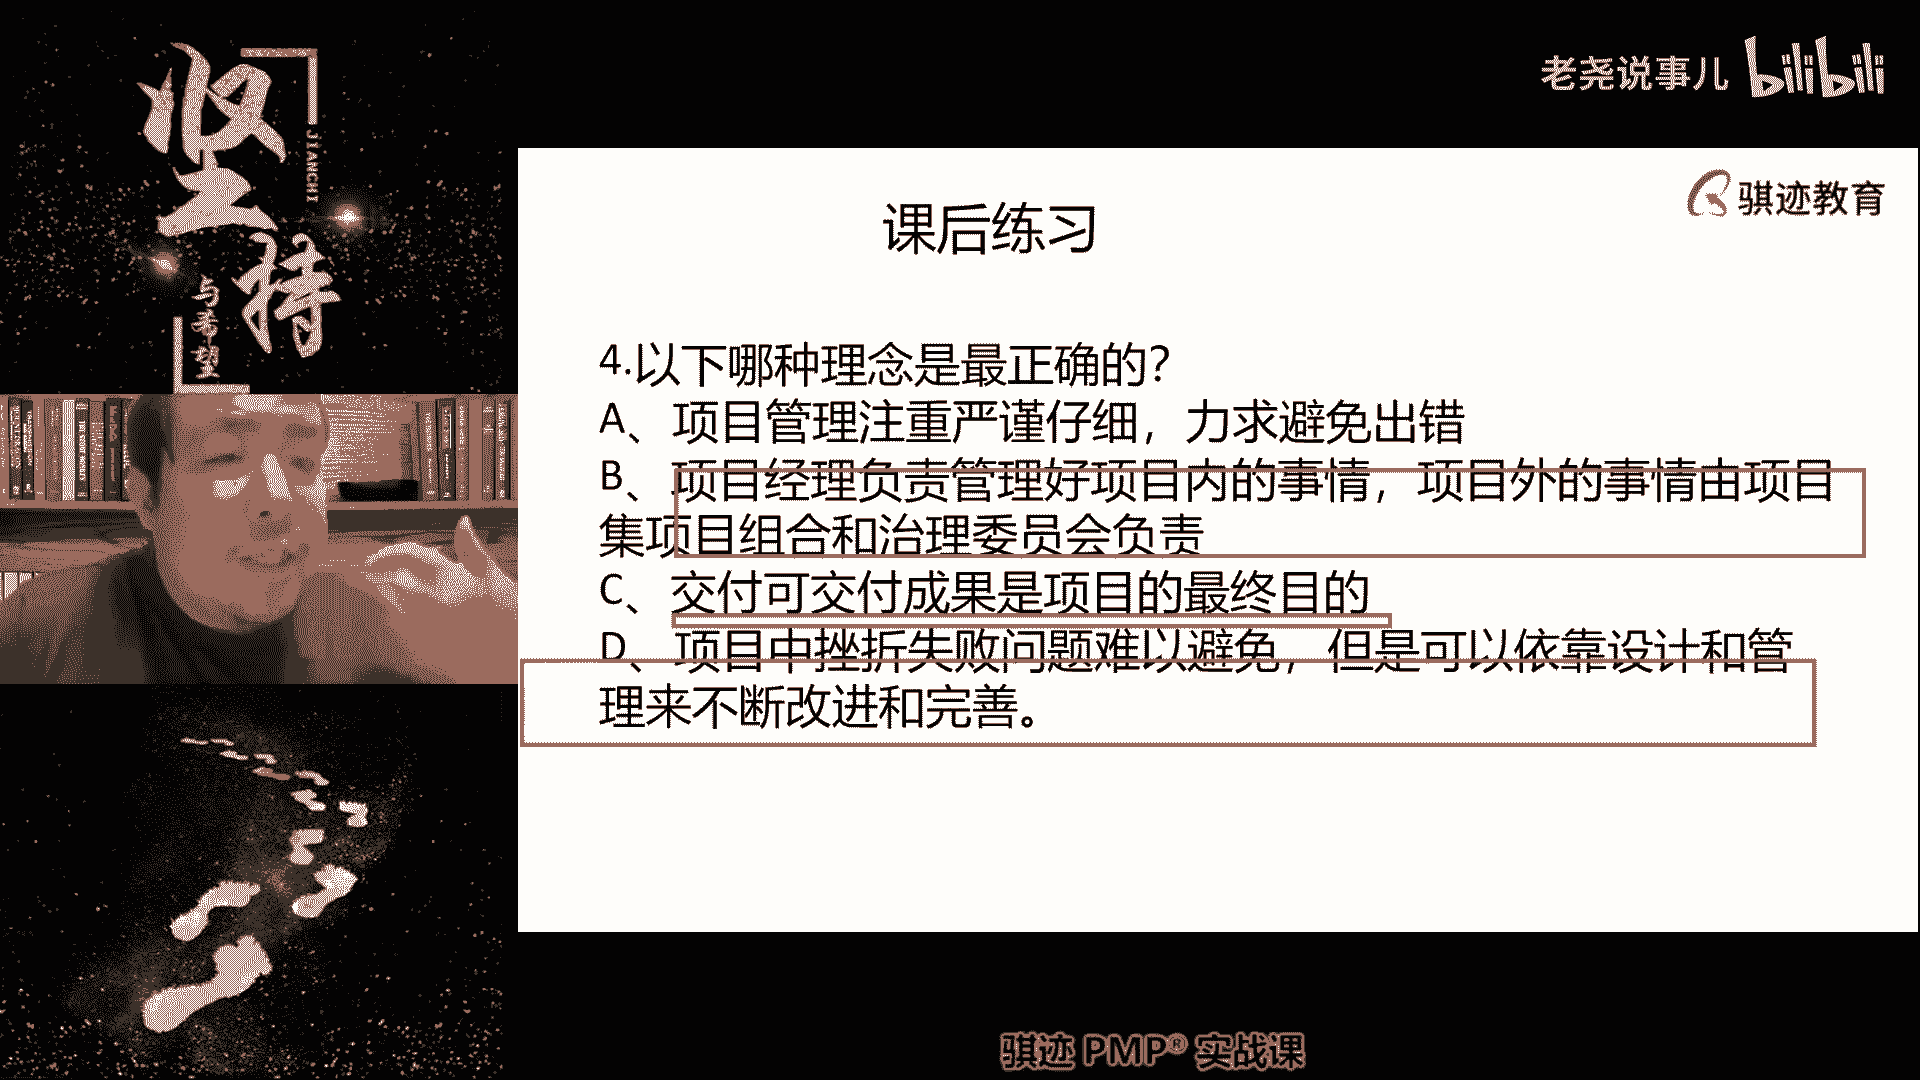 坚持
JIANCHI
与希望
老尧说事儿 bilibili
骐迹教育
课后练习
4.以下哪种理念是最正确的？
A、项目管理注重严谨仔细，力求避免出错
B、项目经理负责管理好项目内的事情，项目外的事情由项目
集项目组合和治理委员会负责
C、交付可交付成果是项目的最终目的
D、项目中挫折失败问题难以避免，但是可以依靠设计和管
理来不断改进和完善。
骐迹 PMP® 实战课